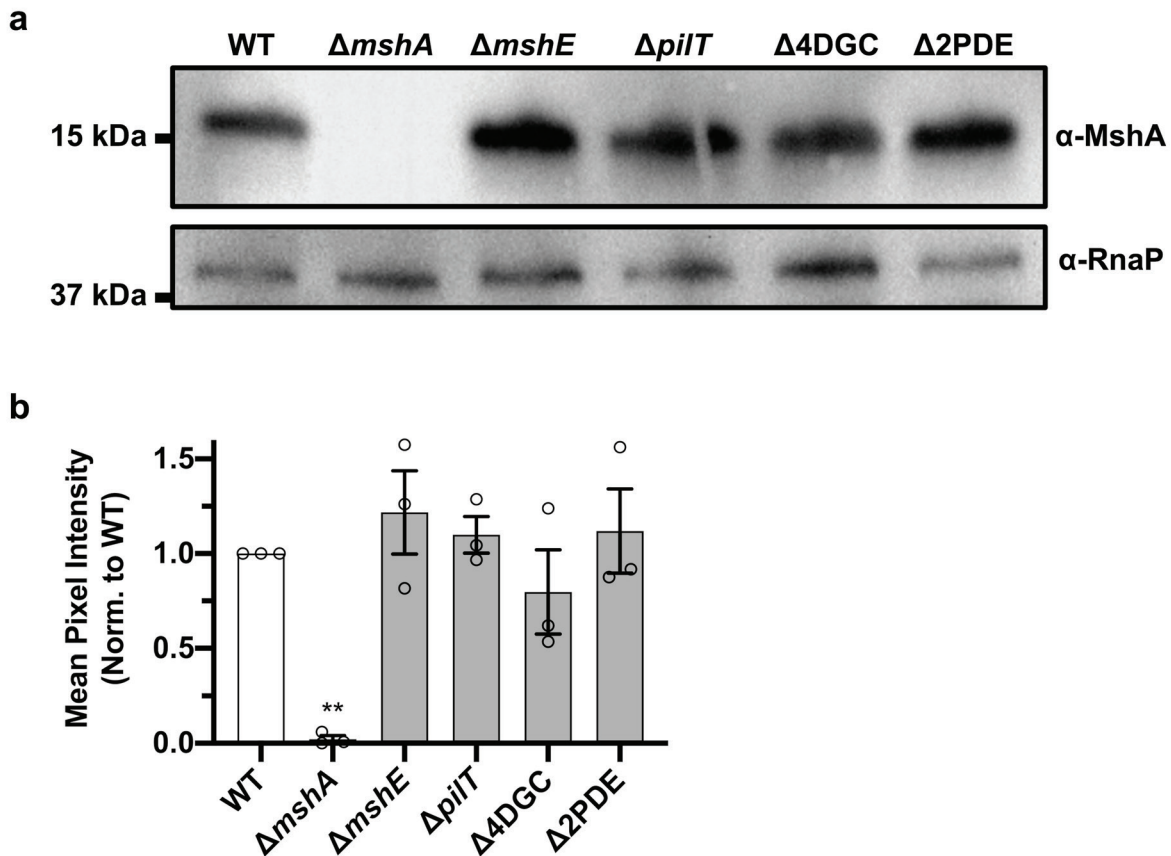 a
WT ΔmshA ΔmshE ΔpilT Δ4DGC Δ2PDE
15 kDa
α-MshA
α-RnaP
37 kDa
b
Mean Pixel Intensity
(Norm. to WT)
1.5
1.0
0.5
0.0
**
WT ΔmshA ΔmshE ΔpilT Δ4DGC Δ2PDE